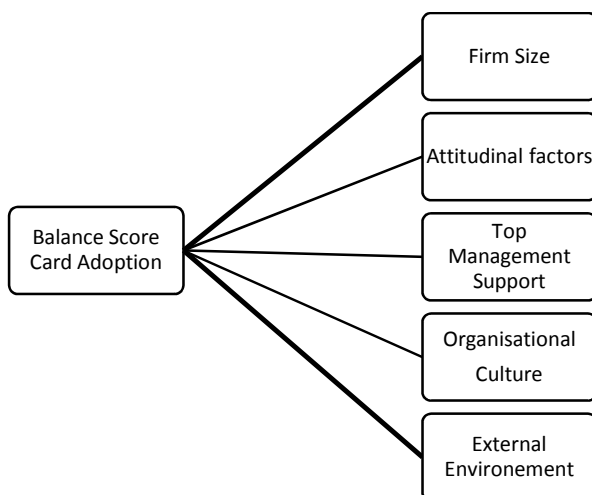 Firm Size
Attitudinal factors
Balance Score
Card Adoption
Top
Management
Support
Organisational
Culture
External
Environement